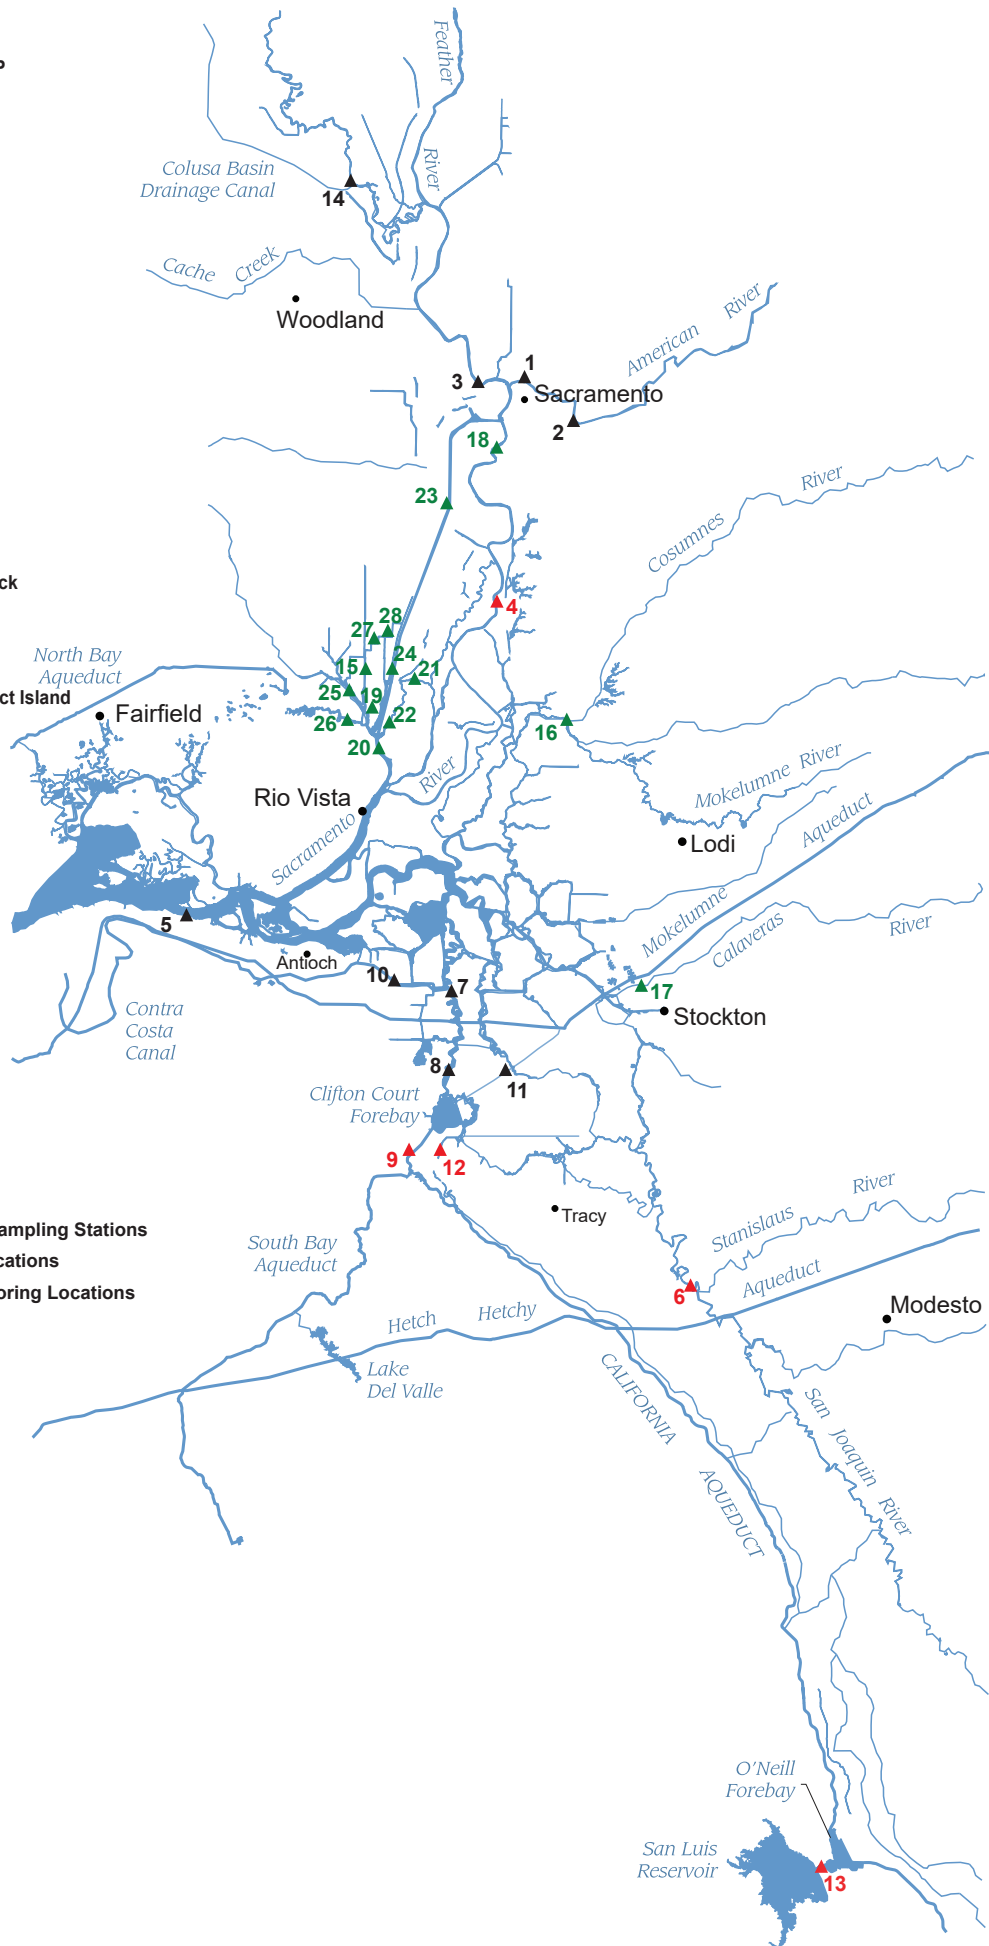 Feather
P
River
Colusa Basin
Drainage Canal
14
Cache Creek
Woodland
American River
1
3
Sacramento
2
18
River
23
Cosumnes
ck
4
28
27
North Bay
Aqueduct
15
24
21
25
19
ct Island
Fairfield
26
22
16
20
River
Mokelumne River
Rio Vista
Aqueduct
Sacramento
Lodi
Mokelumne
5
Calaveras
River
Antioch
10
7
17
Contra
Costa
Canal
Stockton
8
11
Clifton Court
Forebay
9
12
Tracy
River
Stanislaus
ampling Stations
South Bay
Aqueduct
cations
Aqueduct
oring Locations
6
Modesto
Hetch Hetchy
Lake
Del Valle
CALIFORNIA
San Joaquin River
AQUEDUCT
O'Neill
Forebay
San Luis
Reservoir
13